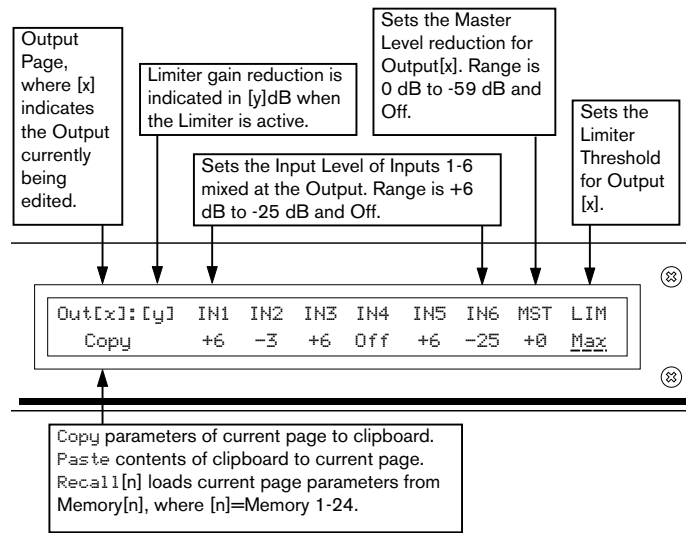 Output
Page,
where [x]
indicates
the Output
currently
being
edited.
Limiter gain reduction is
indicated in [y]dB when
the Limiter is active.
Sets the Input Level of Inputs 1-6
mixed at the Output. Range is +6
dB to -25 dB and Off.
Sets the Master
Level reduction for
Output[x]. Range is
0 dB to -59 dB and
Off.
Sets the
Limiter
Threshold
for Output
[x].
Out[x]:[y] IN1 IN2 IN3 IN4 IN5 IN6 MST LIM
Copy +6 -3 +6 Off +6 -25 +0 Max
Copy parameters of current page to clipboard.
Paste contents of clipboard to current page.
Recall[n] loads current page parameters from
Memory[n], where [n]=Memory 1-24.